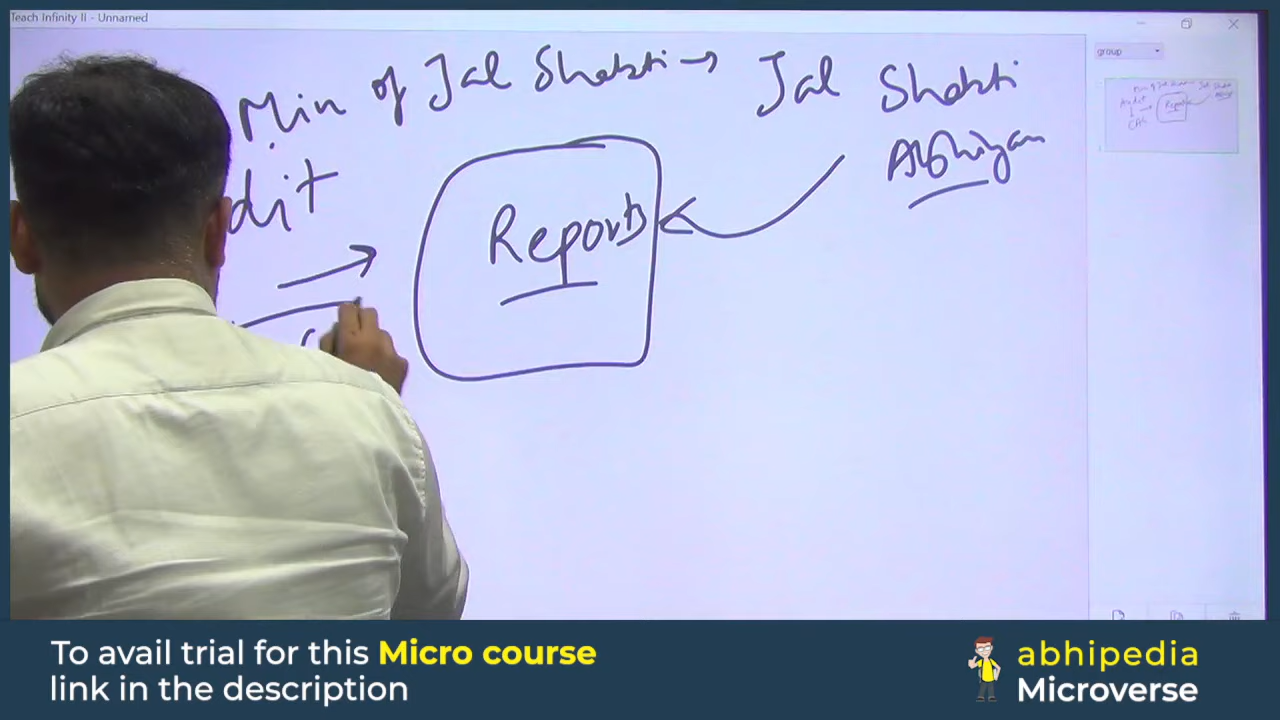 Teach Infinity II - Unnamed
group
Min of Jal Shakti → Jal Shakti
Abhiyan
dit
Reports
To avail trial for this Micro course
link in the description
abhipedia
Microverse